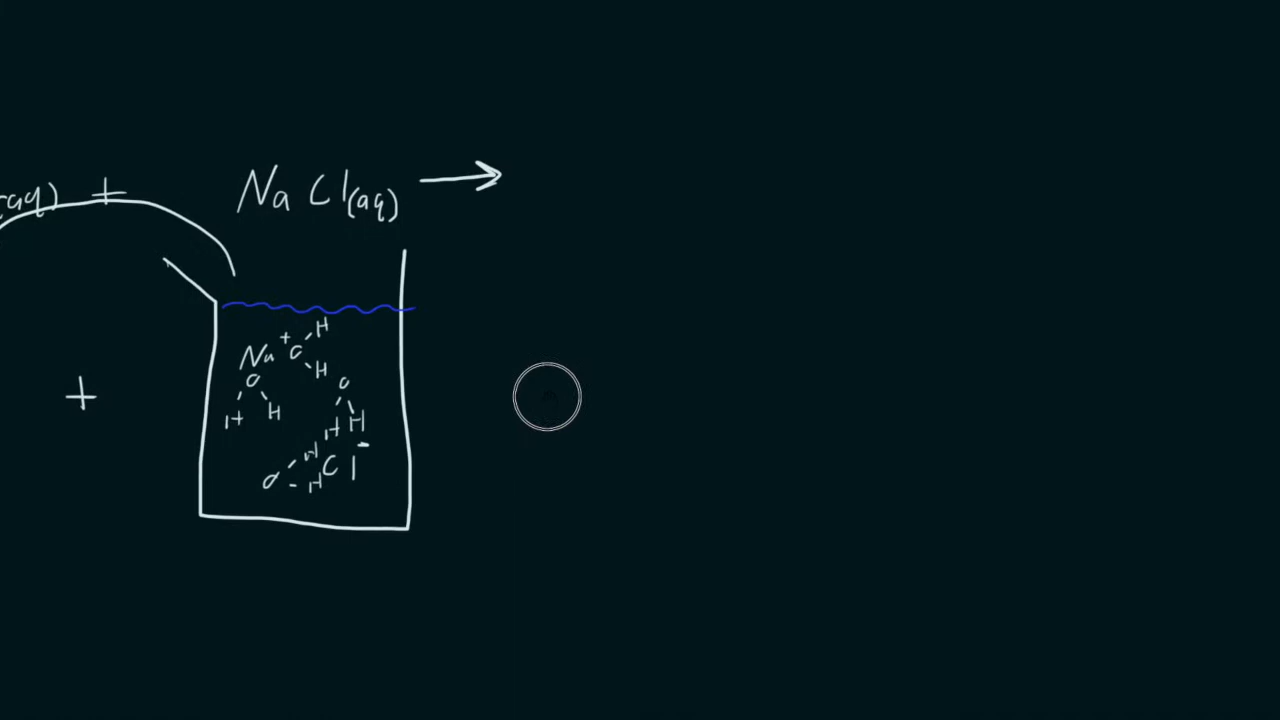 (aq) + NaCl(aq) →
H
Na + O
H
O O
H H
+ H H
H Cl -
O H